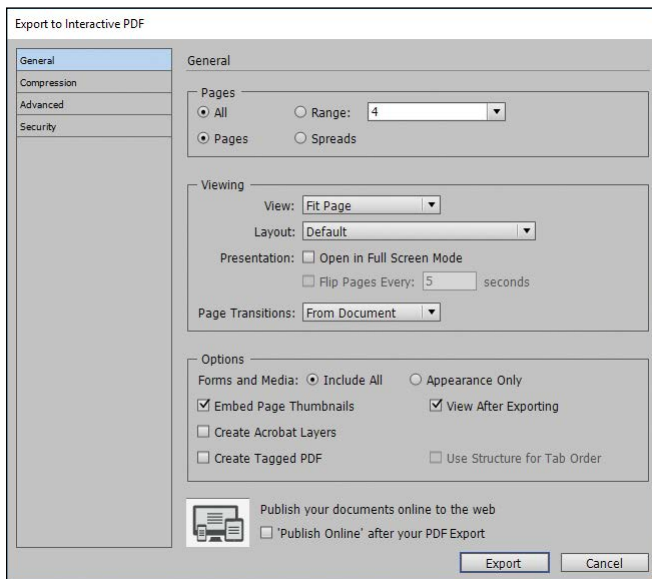 Export to Interactive PDF
General
Compression
Advanced
Security
General
Pages
All Range: 4
Pages Spreads
Viewing
View: Fit Page
Layout: Default
Presentation: Open in Full Screen Mode
Flip Pages Every: 5 seconds
Page Transitions: From Document
Options
Forms and Media: Include All Appearance Only
Embed Page Thumbnails View After Exporting
Create Acrobat Layers
Create Tagged PDF Use Structure for Tab Order
Publish your documents online to the web
'Publish Online' after your PDF Export
Export Cancel